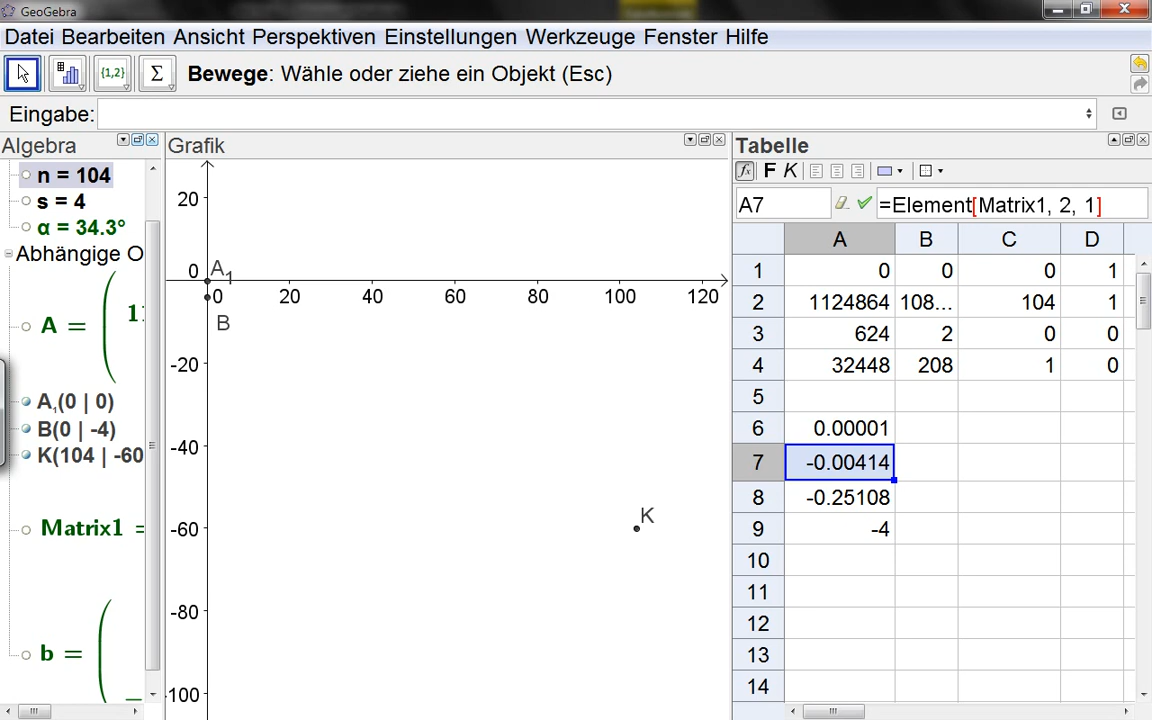 GeoGebra
Datei Bearbeiten Ansicht Perspektiven Einstellungen Werkzeuge Fenster Hilfe
{1,2} Σ Bewege: Wähle oder ziehe ein Objekt (Esc)
Eingabe:
Algebra
n = 104
s = 4
α = 34.3°
Abhängige O
A =
A₁(0 | 0)
B(0 | -4)
K(104 | -60
Matrix1 =
b =
Grafik
20
0
-20
-40
-60
-80
-100
0 20 40 60 80 100 120
A₁
B
K
Tabelle
fx F K
A7 =Element[Matrix1, 2, 1]
A B C D
1 0 0 0 1
2 1124864 108... 104 1
3 624 2 0 0
4 32448 208 1 0
5
6 0.00001
7 -0.00414
8 -0.25108
9 -4
10
11
12
13
14